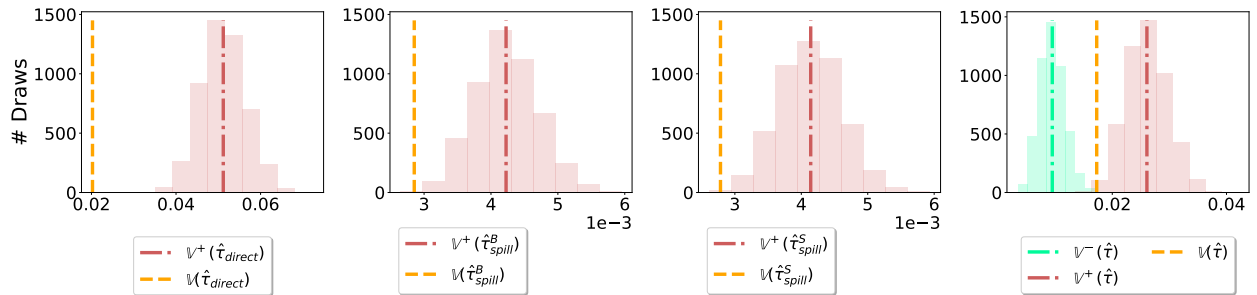 # Draws
1500
1000
500
0
0.02 0.04 0.06
1500
1000
500
0
3 4 5 6
1e−3
1500
1000
500
0
3 4 5 6
1e−3
1500
1000
500
0
0.02 0.04
𝕍⁺(τ̂_direct)
𝕍(τ̂_direct)
𝕍⁺(τ̂^B_spill)
𝕍(τ̂^B_spill)
𝕍⁺(τ̂^S_spill)
𝕍(τ̂^S_spill)
𝕍⁻(τ̂) 𝕍(τ̂)
𝕍⁺(τ̂)